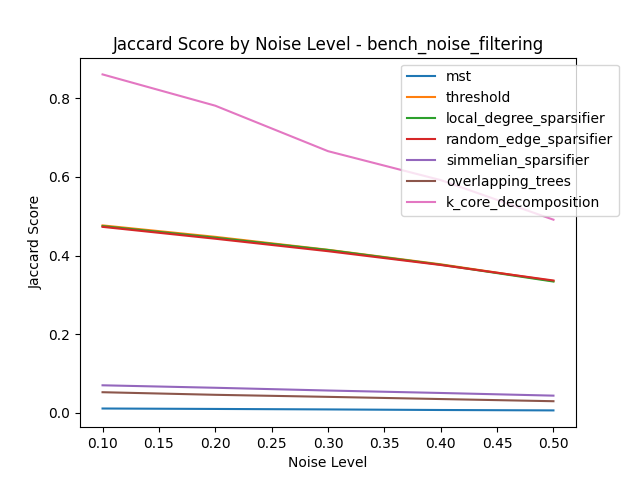 Jaccard Score by Noise Level - bench_noise_filtering
mst
threshold
local_degree_sparsifier
random_edge_sparsifier
simmelian_sparsifier
overlapping_trees
k_core_decomposition
Jaccard Score
0.8
0.6
0.4
0.2
0.0
0.10 0.15 0.20 0.25 0.30 0.35 0.40 0.45 0.50
Noise Level